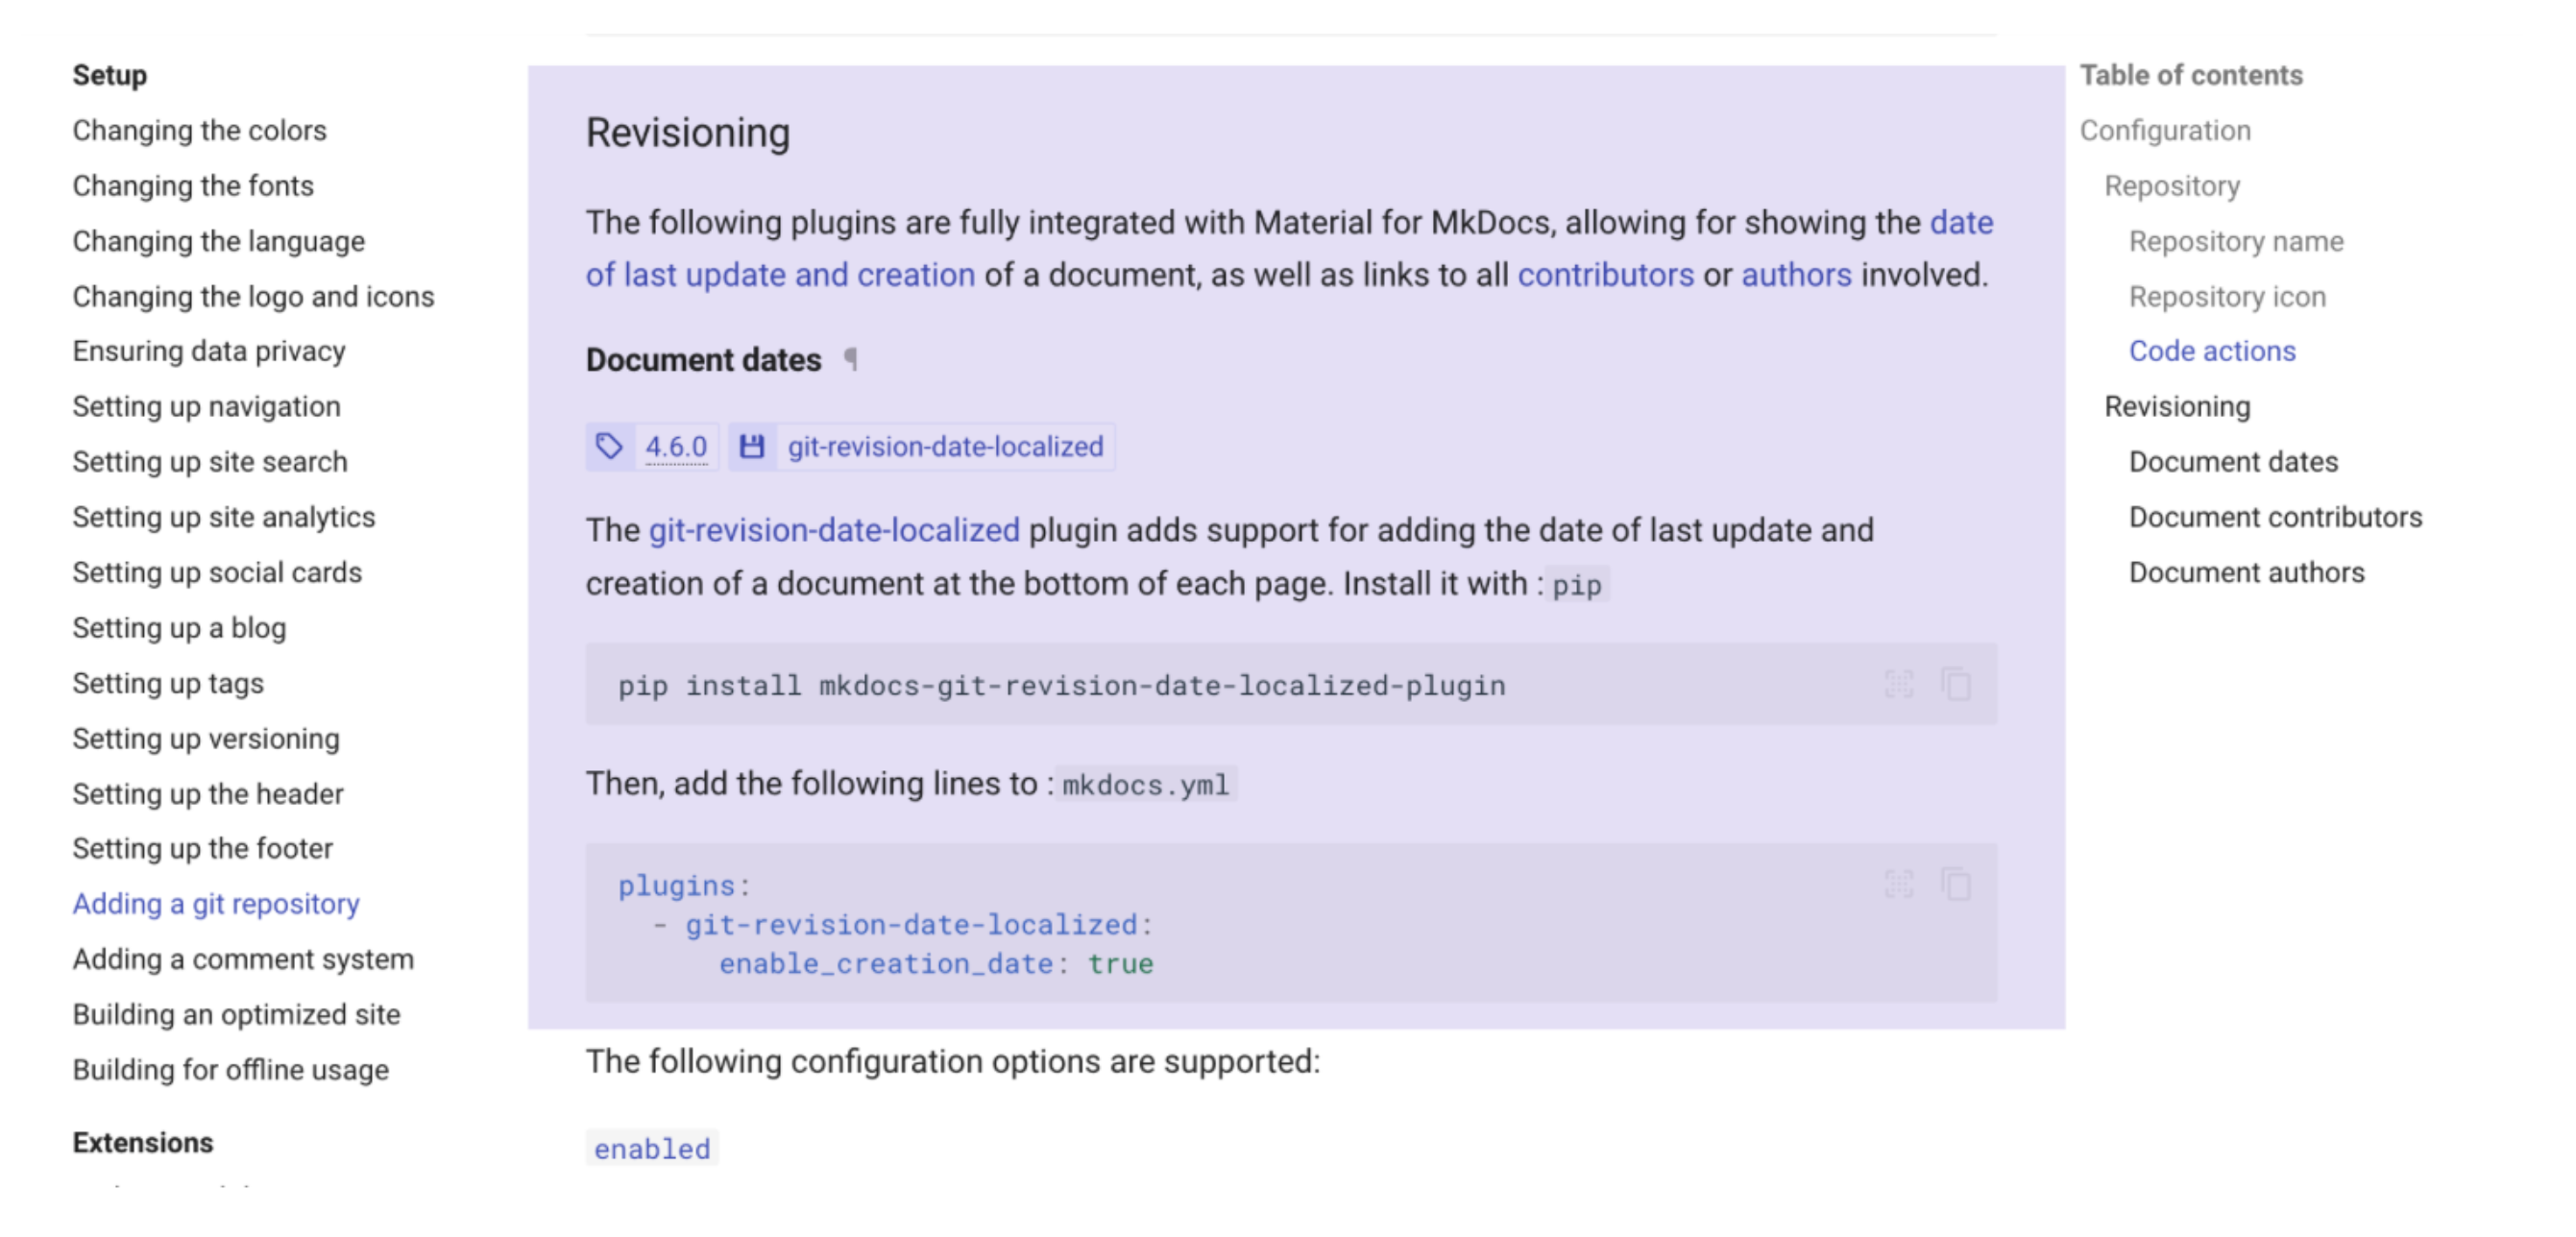 Setup
Changing the colors
Changing the fonts
Changing the language
Changing the logo and icons
Ensuring data privacy
Setting up navigation
Setting up site search
Setting up site analytics
Setting up social cards
Setting up a blog
Setting up tags
Setting up versioning
Setting up the header
Setting up the footer
Adding a git repository
Adding a comment system
Building an optimized site
Building for offline usage
Extensions
Revisioning
The following plugins are fully integrated with Material for MkDocs, allowing for showing the date
of last update and creation of a document, as well as links to all contributors or authors involved.
Document dates ¶
4.6.0 git-revision-date-localized
The git-revision-date-localized plugin adds support for adding the date of last update and
creation of a document at the bottom of each page. Install it with : pip
pip install mkdocs-git-revision-date-localized-plugin
Then, add the following lines to : mkdocs.yml
plugins:
  - git-revision-date-localized:
      enable_creation_date: true
The following configuration options are supported:
enabled
Table of contents
Configuration
Repository
Repository name
Repository icon
Code actions
Revisioning
Document dates
Document contributors
Document authors